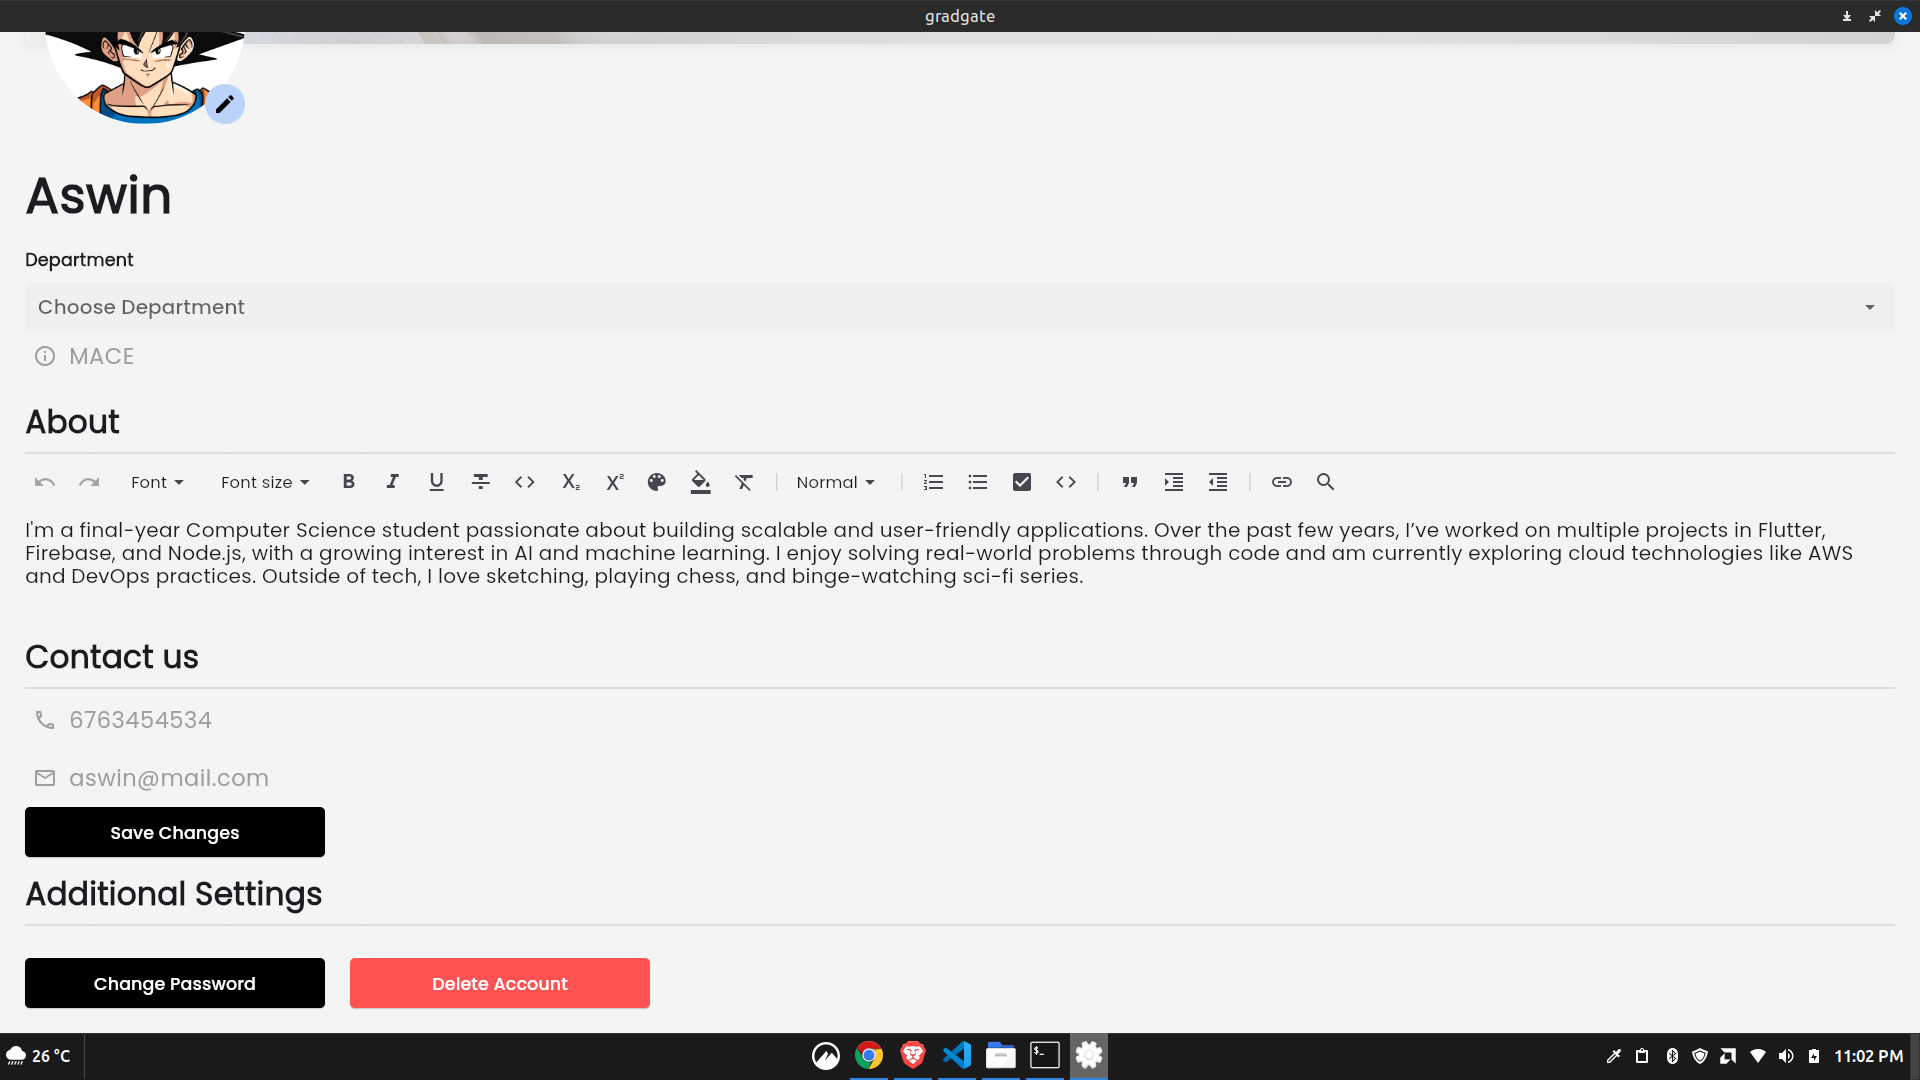 gradgate
Aswin
Department
Choose Department
MACE
About
Font Font size B I U X₂ X² Normal
I'm a final-year Computer Science student passionate about building scalable and user-friendly applications. Over the past few years, I’ve worked on multiple projects in Flutter,
Firebase, and Node.js, with a growing interest in AI and machine learning. I enjoy solving real-world problems through code and am currently exploring cloud technologies like AWS
and DevOps practices. Outside of tech, I love sketching, playing chess, and binge-watching sci-fi series.
Contact us
6763454534
aswin@mail.com
Save Changes
Additional Settings
Change Password Delete Account
26 °C 11:02 PM